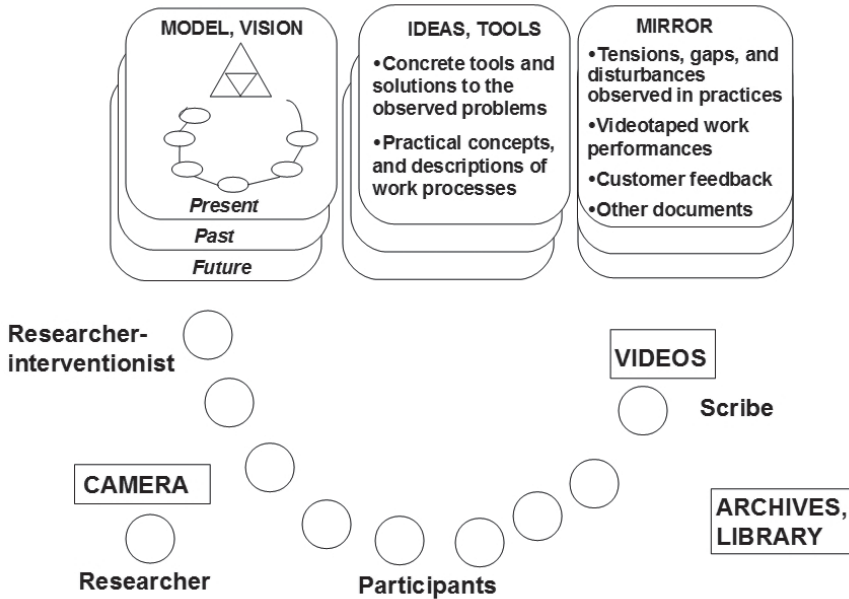 MODEL, VISION
Present
Past
Future
IDEAS, TOOLS
•Concrete tools and
solutions to the
observed problems
•Practical concepts,
and descriptions of
work processes
MIRROR
•Tensions, gaps, and
disturbances
observed in practices
•Videotaped work
performances
•Customer feedback
•Other documents
Researcher-
interventionist
VIDEOS
Scribe
CAMERA
Researcher
Participants
ARCHIVES,
LIBRARY